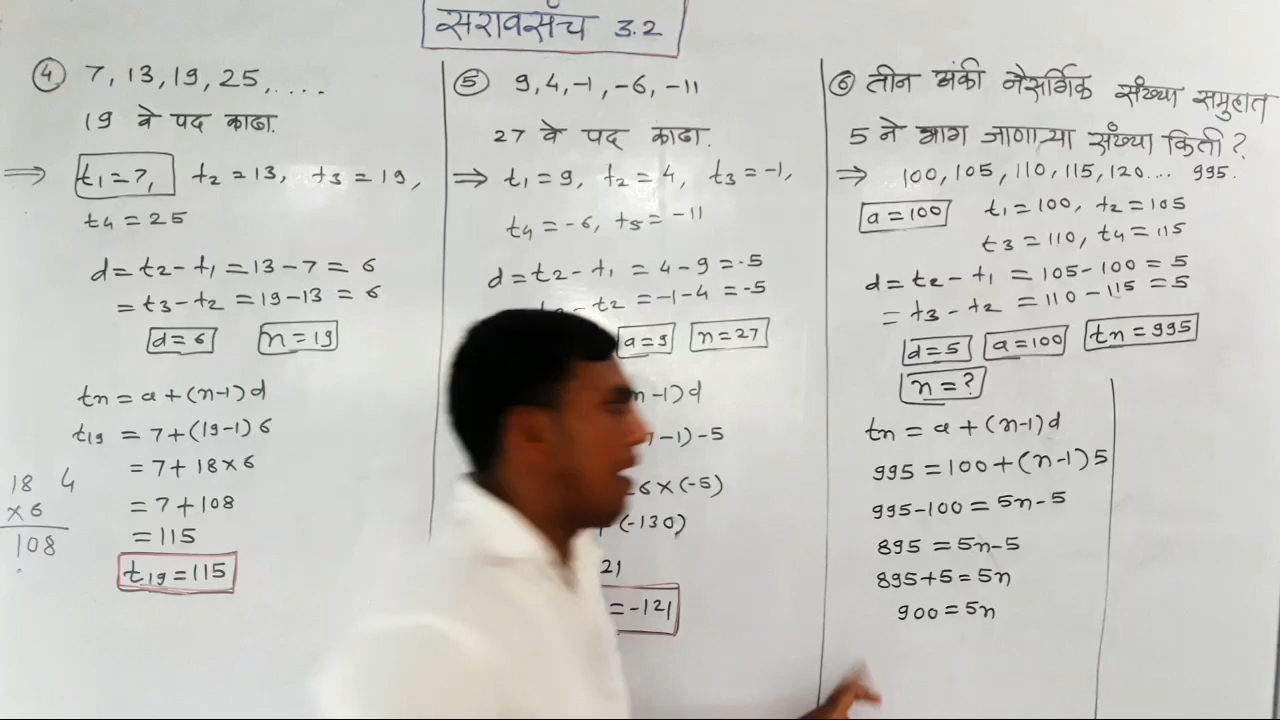 सरावसंच 3.2
④ 7, 13, 19, 25, ....
19 वे पद काढा.
⇒ t₁ = 7, t₂ = 13, t₃ = 19,
t₄ = 25
d = t₂ - t₁ = 13 - 7 = 6
= t₃ - t₂ = 19 - 13 = 6
d = 6 n = 19
tn = a + (n-1) d
t₁₉ = 7 + (19-1) 6
= 7 + 18 × 6
= 7 + 108
= 115
t₁₉ = 115
18 4
× 6
108
⑤ 9, 4, -1, -6, -11
27 वे पद काढा.
⇒ t₁ = 9, t₂ = 4, t₃ = -1,
t₄ = -6, t₅ = -11
d = t₂ - t₁ = 4 - 9 = -5
- t₂ = -1 - 4 = -5
a = 9 n = 27
n-1) d
-1) -5
6 × (-5)
(-130)
21
= -121
⑥ तीन अंकी नैसर्गिक संख्या समुहात
5 ने भाग जाणाऱ्या संख्या किती ?
⇒ 100, 105, 110, 115, 120... 995.
a = 100 t₁ = 100, t₂ = 105
t₃ = 110, t₄ = 115
d = t₂ - t₁ = 105 - 100 = 5
= t₃ - t₂ = 110 - 115 = 5
d = 5 a = 100 tn = 995
n = ?
tn = a + (n-1) d
995 = 100 + (n-1) 5
995 - 100 = 5n - 5
895 = 5n - 5
895 + 5 = 5n
900 = 5n